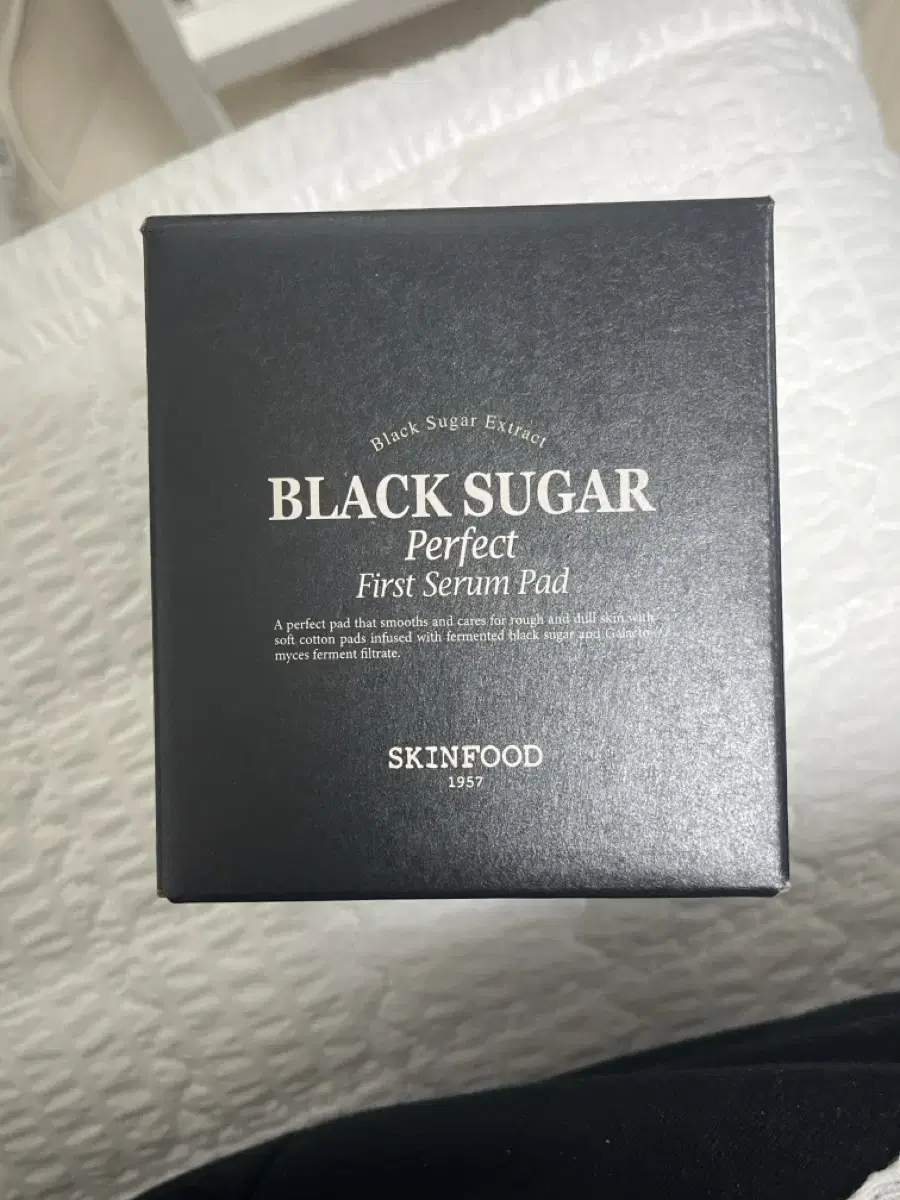 Black Sugar Extract
BLACK SUGAR
Perfect
First Serum Pad
A perfect pad that smooths and cares for rough and dull skin with
soft cotton pads infused with fermented black sugar and Galacto-
myces ferment filtrate.
SKINFOOD
1957